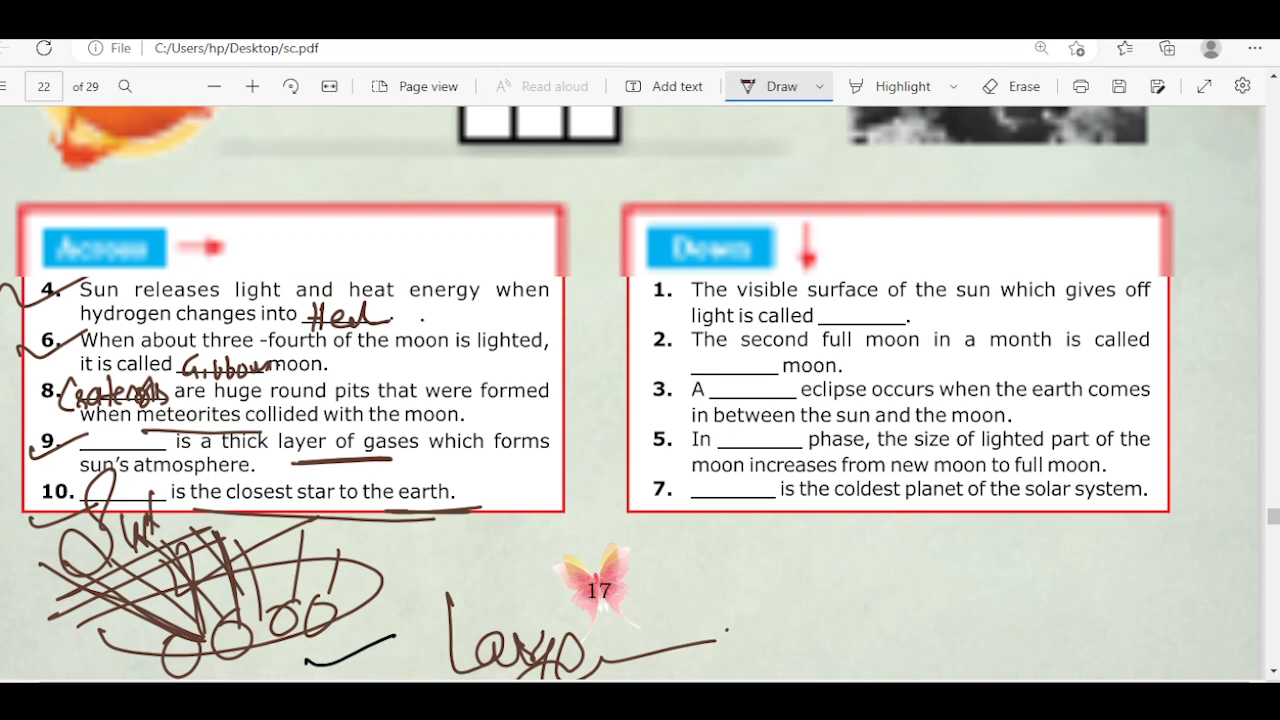 File C:/Users/hp/Desktop/sc.pdf
22 of 29 Page view Read aloud Add text Draw Highlight Erase
Across
Down
4. Sun releases light and heat energy when
hydrogen changes into Hel.
6. When about three -fourth of the moon is lighted,
it is called Gibbous moon.
8. are huge round pits that were formed
when meteorites collided with the moon.
9. ________ is a thick layer of gases which forms
sun's atmosphere.
10. Sun is the closest star to the earth.
1. The visible surface of the sun which gives off
light is called ________.
2. The second full moon in a month is called
________ moon.
3. A ________ eclipse occurs when the earth comes
in between the sun and the moon.
5. In ________ phase, the size of lighted part of the
moon increases from new moon to full moon.
7. ________ is the coldest planet of the solar system.
17